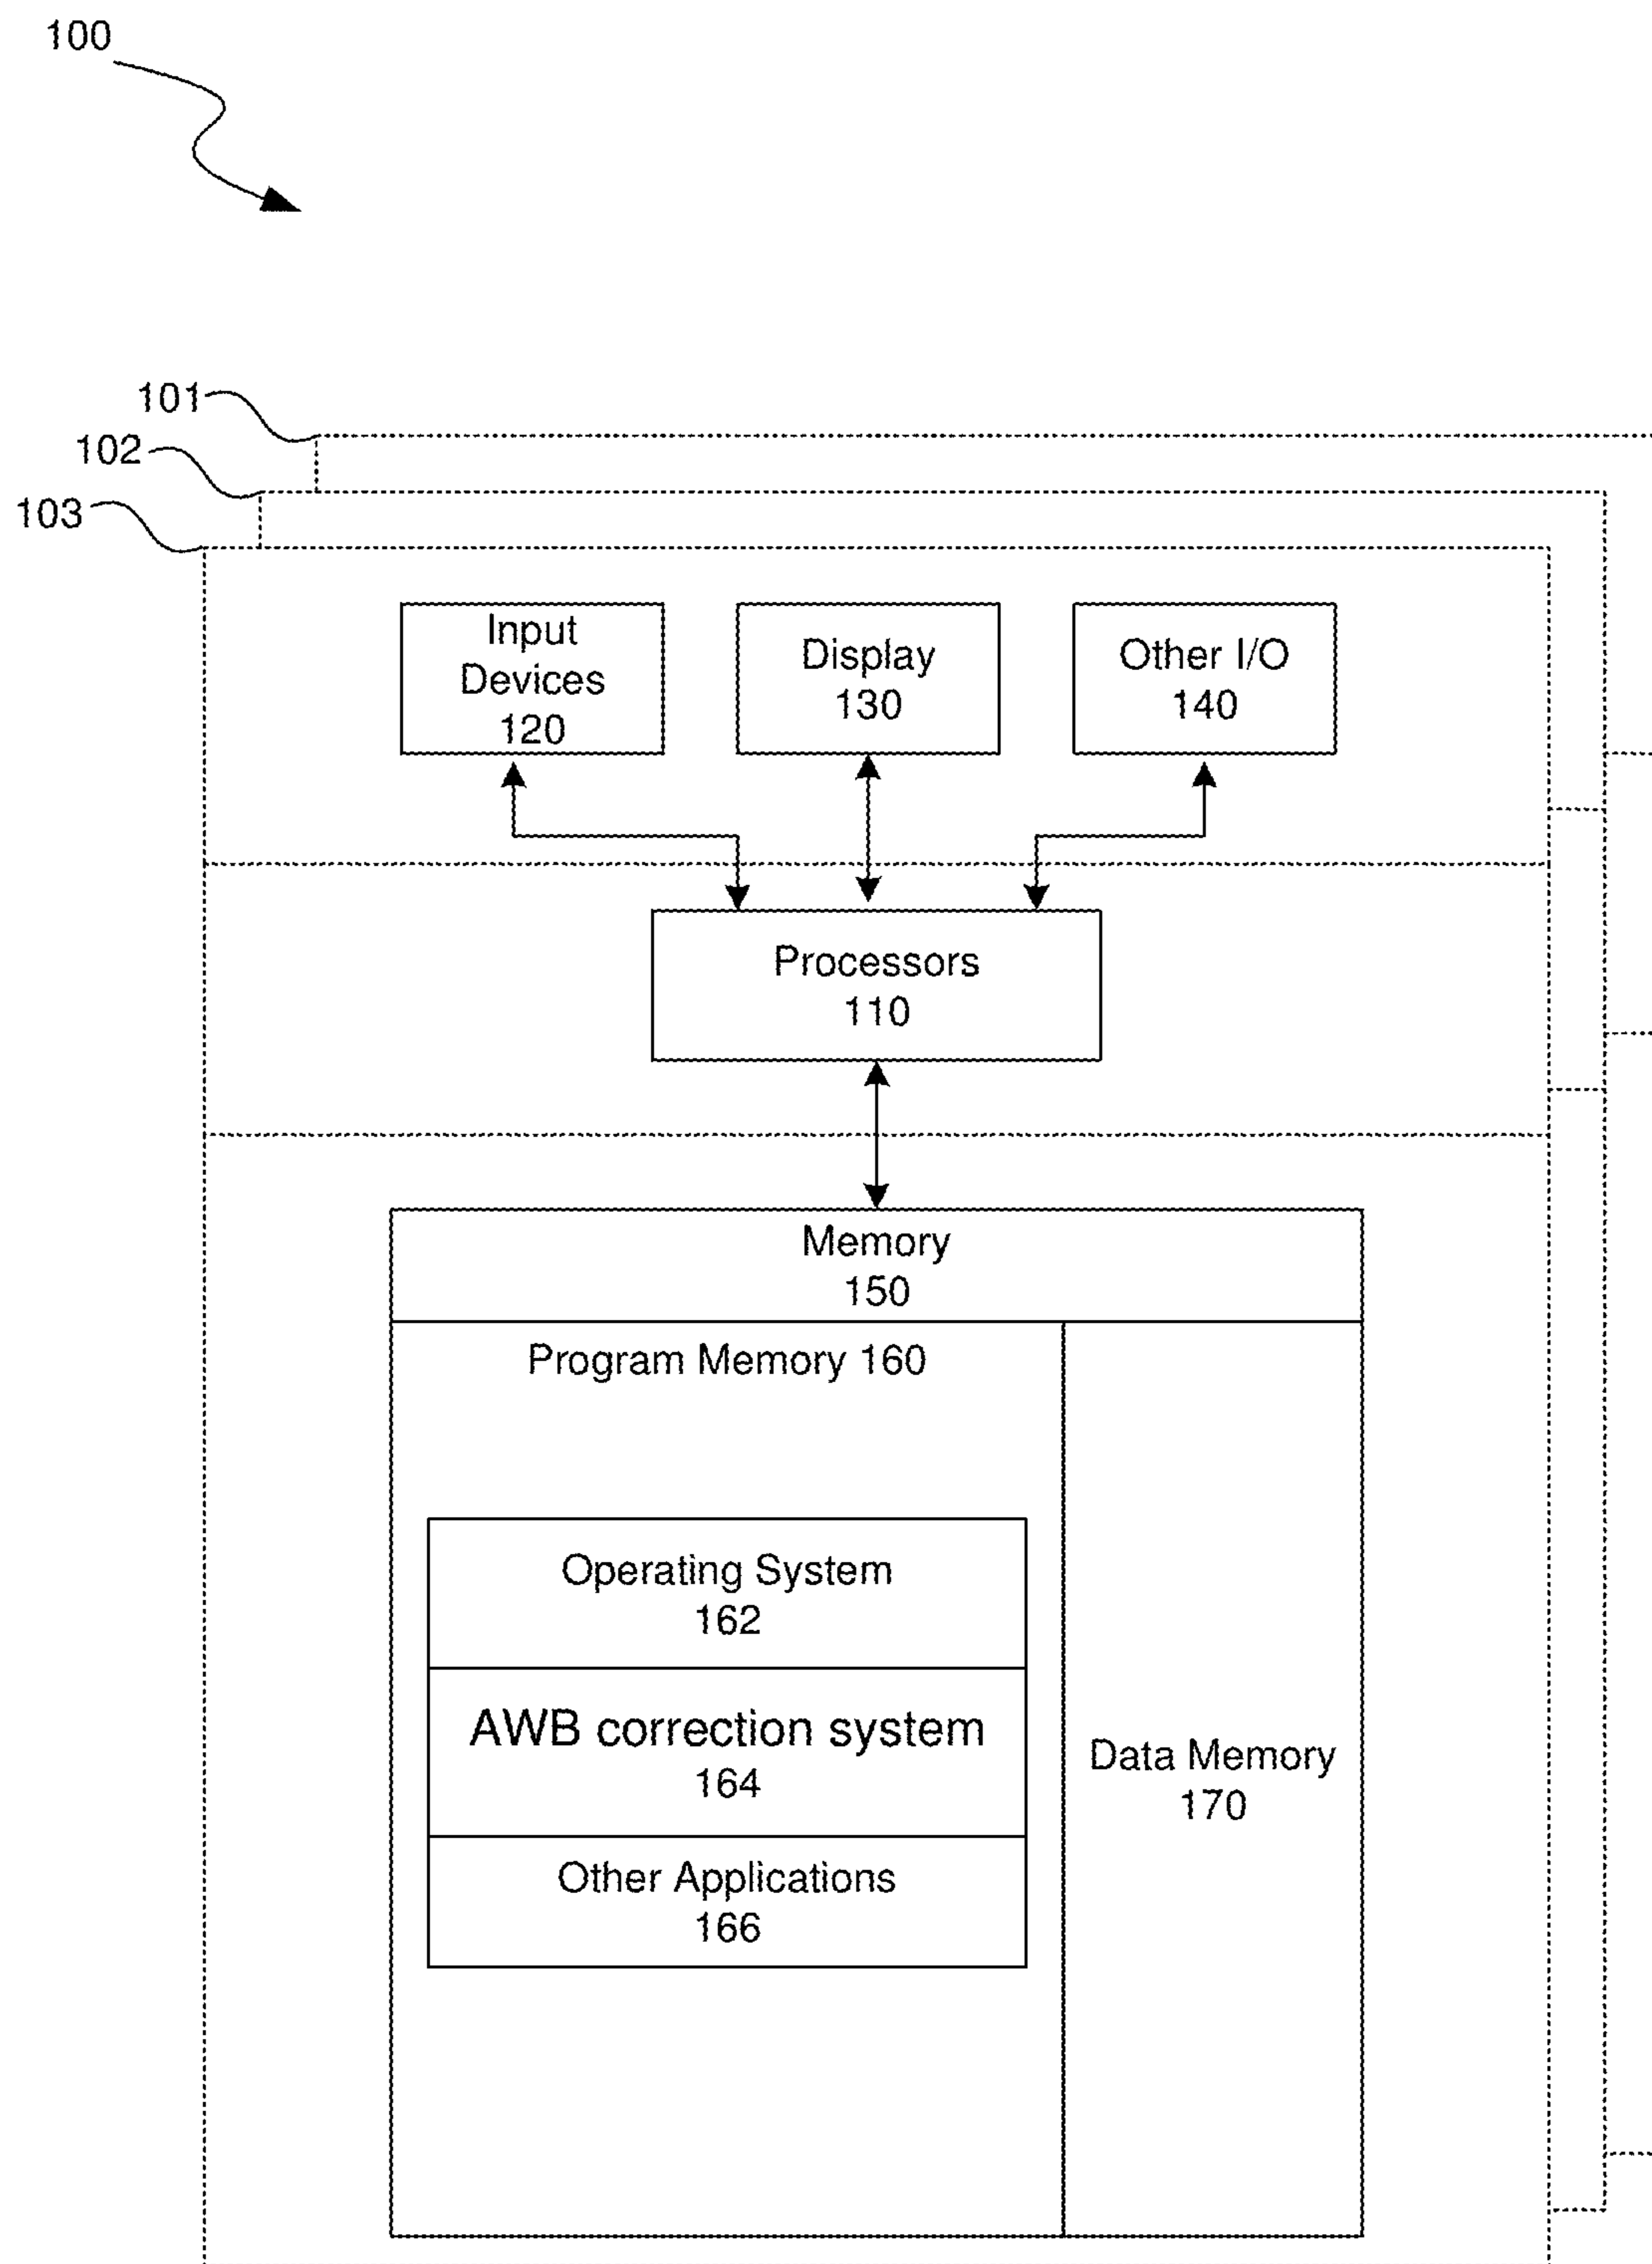 100
101
102
103
Input
Devices
120
Display
130
Other I/O
140
Processors
110
Memory
150
Program Memory 160
Operating System
162
AWB correction system
164
Other Applications
166
Data Memory
170